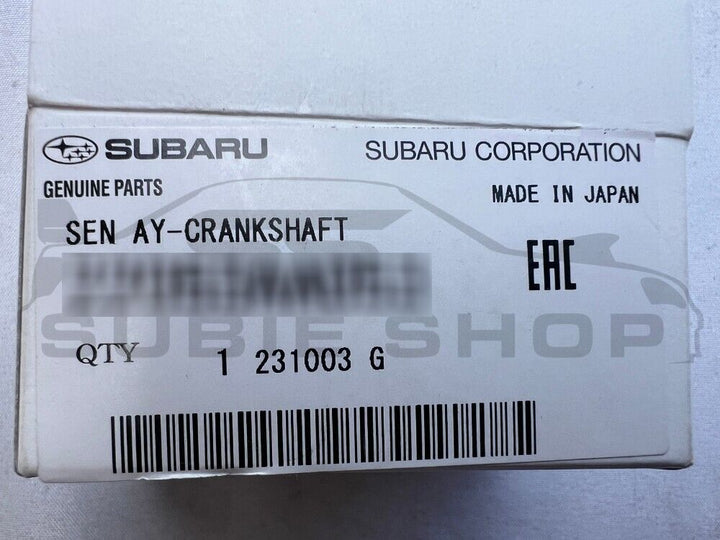 SUBARU SUBARU CORPORATION
GENUINE PARTS MADE IN JAPAN
SEN AY-CRANKSHAFT
EAC
SUBIE SHOP
QTY 1 231003 G